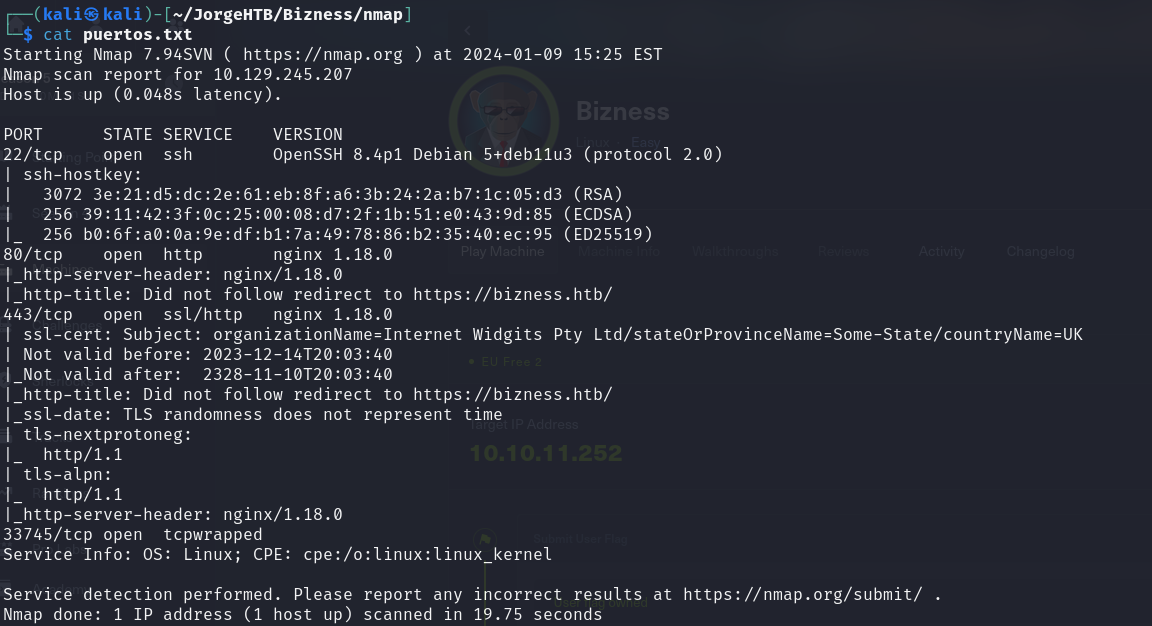 ┌──(kali㉿kali)-[~/JorgeHTB/Bizness/nmap]
└─$ cat puertos.txt
Starting Nmap 7.94SVN ( https://nmap.org ) at 2024-01-09 15:25 EST
Nmap scan report for 10.129.245.207
Host is up (0.048s latency).
Bizness
PORT      STATE SERVICE    VERSION
Linux Easy
22/tcp    open  ssh        OpenSSH 8.4p1 Debian 5+deb11u3 (protocol 2.0)
| ssh-hostkey:
|   3072 3e:21:d5:dc:2e:61:eb:8f:a6:3b:24:2a:b7:1c:05:d3 (RSA)
|   256 39:11:42:3f:0c:25:00:08:d7:2f:1b:51:e0:43:9d:85 (ECDSA)
|_  256 b0:6f:a0:0a:9e:df:b1:7a:49:78:86:b2:35:40:ec:95 (ED25519)
Play Machine Machine Info Walkthroughs Reviews Activity Changelog
80/tcp    open  http       nginx 1.18.0
|_http-server-header: nginx/1.18.0
|_http-title: Did not follow redirect to https://bizness.htb/
443/tcp   open  ssl/http   nginx 1.18.0
| ssl-cert: Subject: organizationName=Internet Widgits Pty Ltd/stateOrProvinceName=Some-State/countryName=UK
| Not valid before: 2023-12-14T20:03:40
EU Free 2
|_Not valid after:  2328-11-10T20:03:40
|_http-title: Did not follow redirect to https://bizness.htb/
|_ssl-date: TLS randomness does not represent time
Target IP Address
| tls-nextprotoneg:
|_  http/1.1
10.10.11.252
| tls-alpn:
|_  http/1.1
|_http-server-header: nginx/1.18.0
33745/tcp open  tcpwrapped
Submit User Flag
Service Info: OS: Linux; CPE: cpe:/o:linux:linux_kernel
Service detection performed. Please report any incorrect results at https://nmap.org/submit/ .
User flag owned
Nmap done: 1 IP address (1 host up) scanned in 19.75 seconds